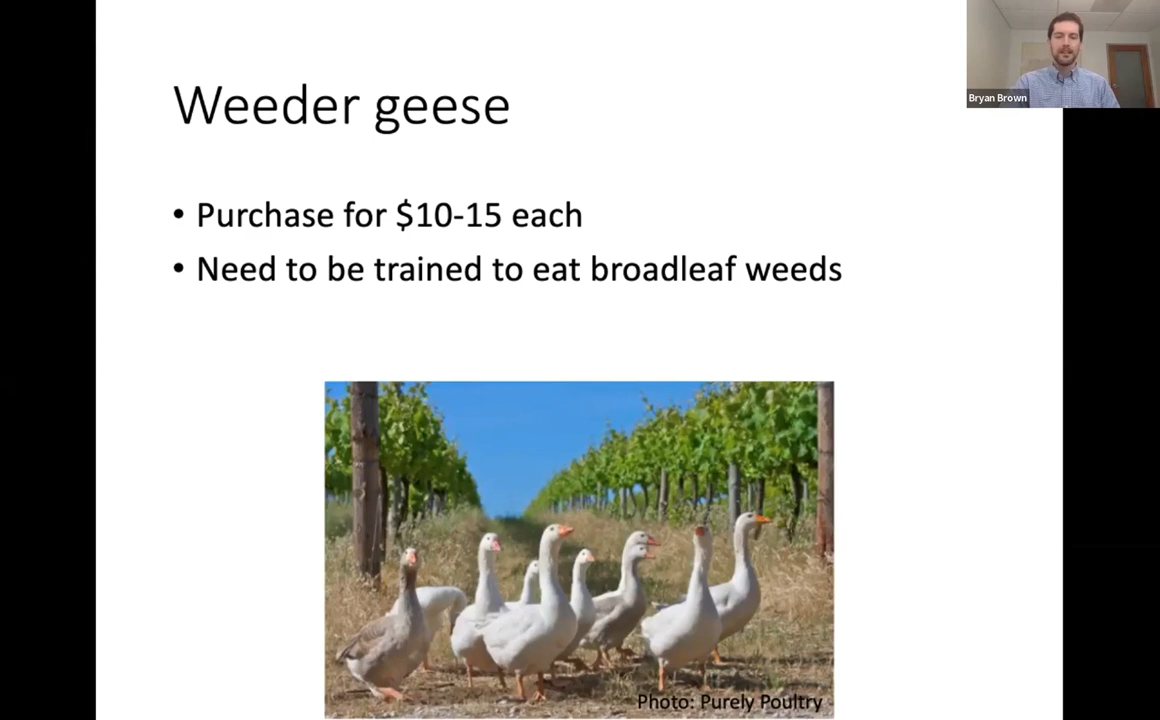 Weeder geese
• Purchase for $10-15 each
• Need to be trained to eat broadleaf weeds
Photo: Purely Poultry
Bryan Brown